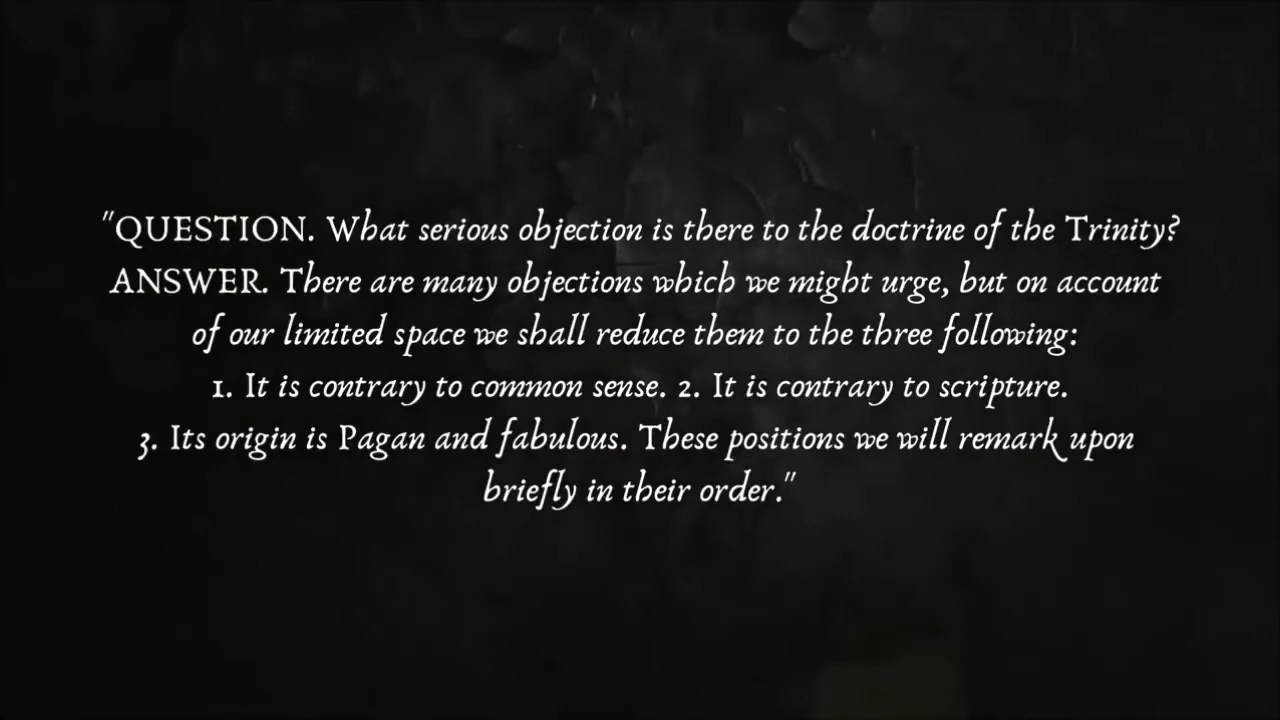 "QUESTION. What serious objection is there to the doctrine of the Trinity?
ANSWER. There are many objections which we might urge, but on account
of our limited space we shall reduce them to the three following:
1. It is contrary to common sense. 2. It is contrary to scripture.
3. Its origin is Pagan and fabulous. These positions we will remark upon
briefly in their order."